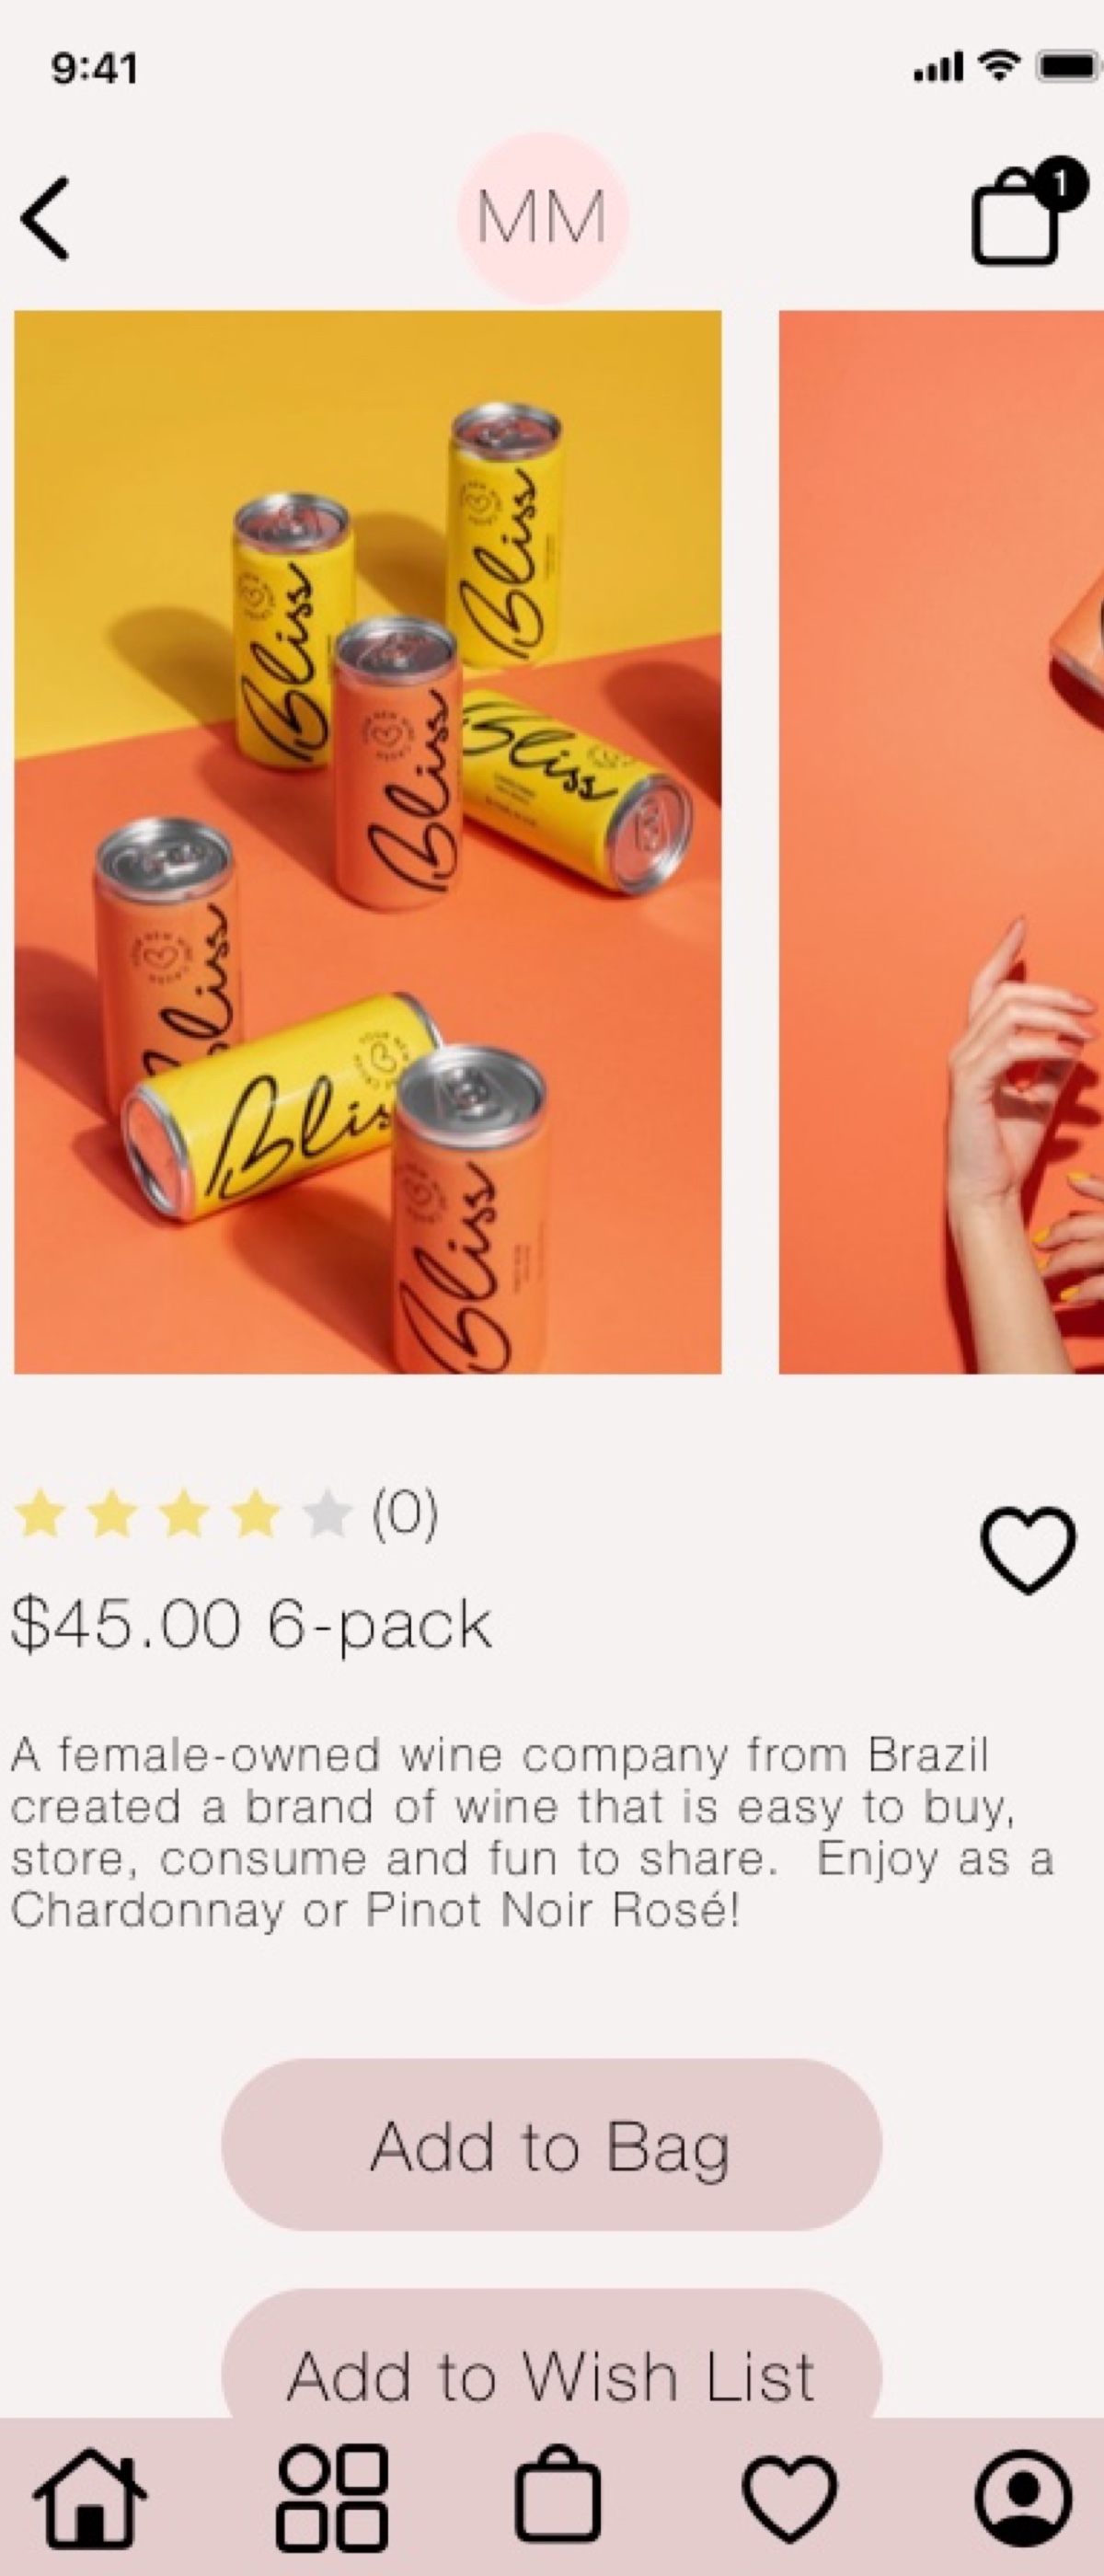 9:41
MM
1
Bliss
Bliss
Bliss
Bliss
Bliss
Bliss
Bliss
(0)
$45.00 6-pack
A female-owned wine company from Brazil
created a brand of wine that is easy to buy,
store, consume and fun to share.  Enjoy as a
Chardonnay or Pinot Noir Rosé!
Add to Bag
Add to Wish List